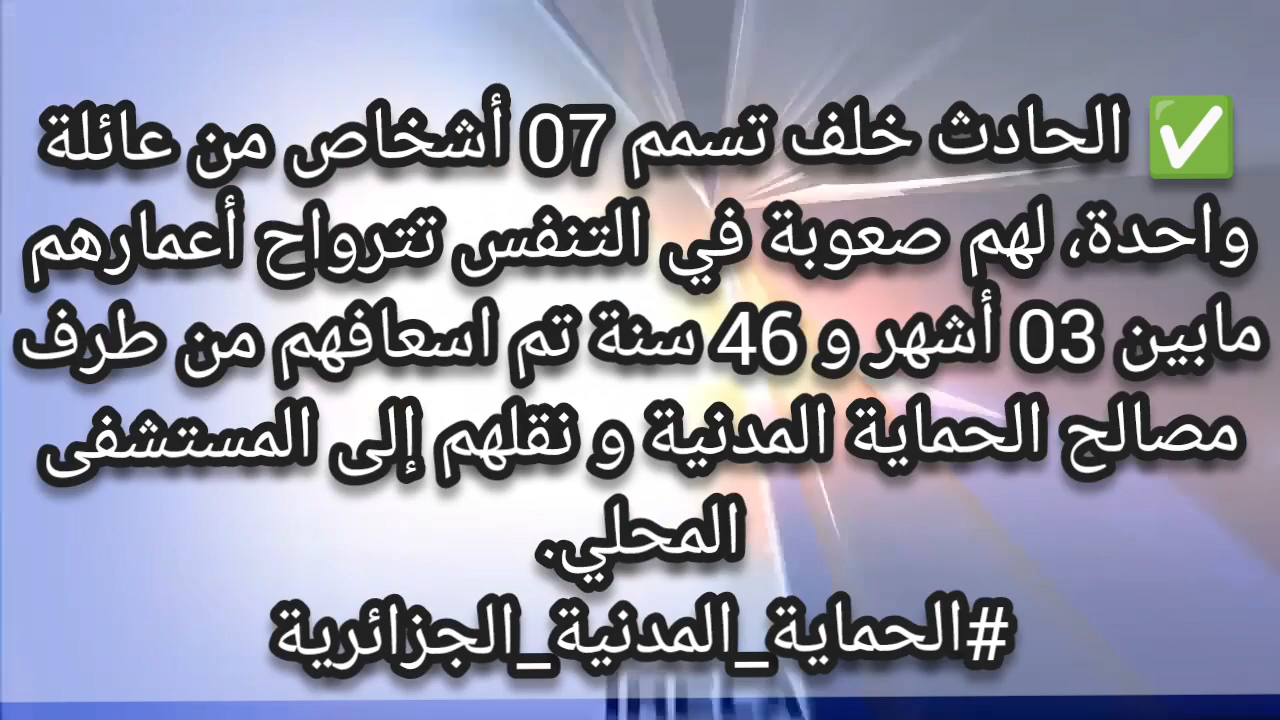 ✅ الحادث خلف تسمم 07 أشخاص من عائلة
واحدة، لهم صعوبة في التنفس تترواح أعمارهم
مابين 03 أشهر و 46 سنة تم اسعافهم من طرف
مصالح الحماية المدنية و نقلهم إلى المستشفى
المحلي.
#الحماية_المدنية_الجزائرية